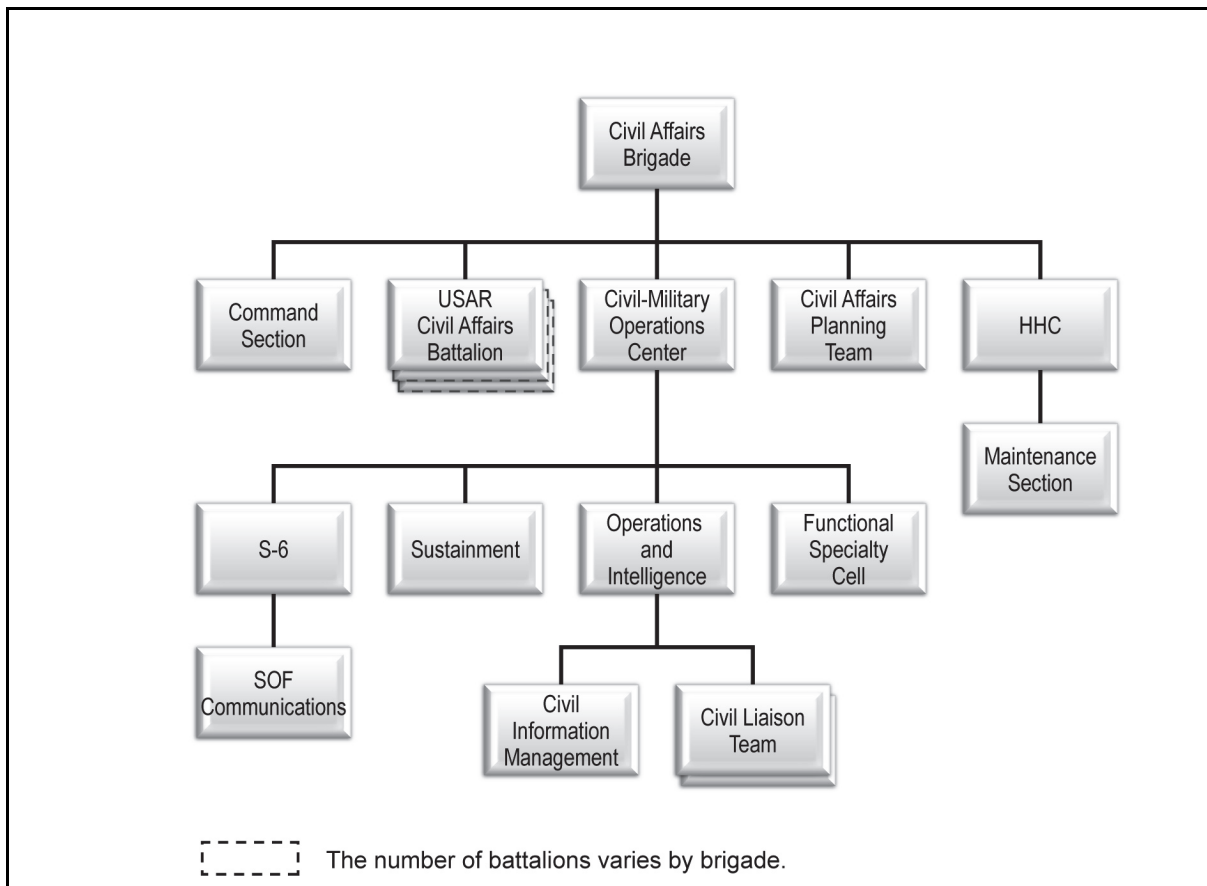 Civil Affairs
Brigade
Command
Section
USAR
Civil Affairs
Battalion
Civil-Military
Operations
Center
Civil Affairs
Planning
Team
HHC
Maintenance
Section
S-6
Sustainment
Operations
and
Intelligence
Functional
Specialty
Cell
SOF
Communications
Civil
Information
Management
Civil Liaison
Team
The number of battalions varies by brigade.